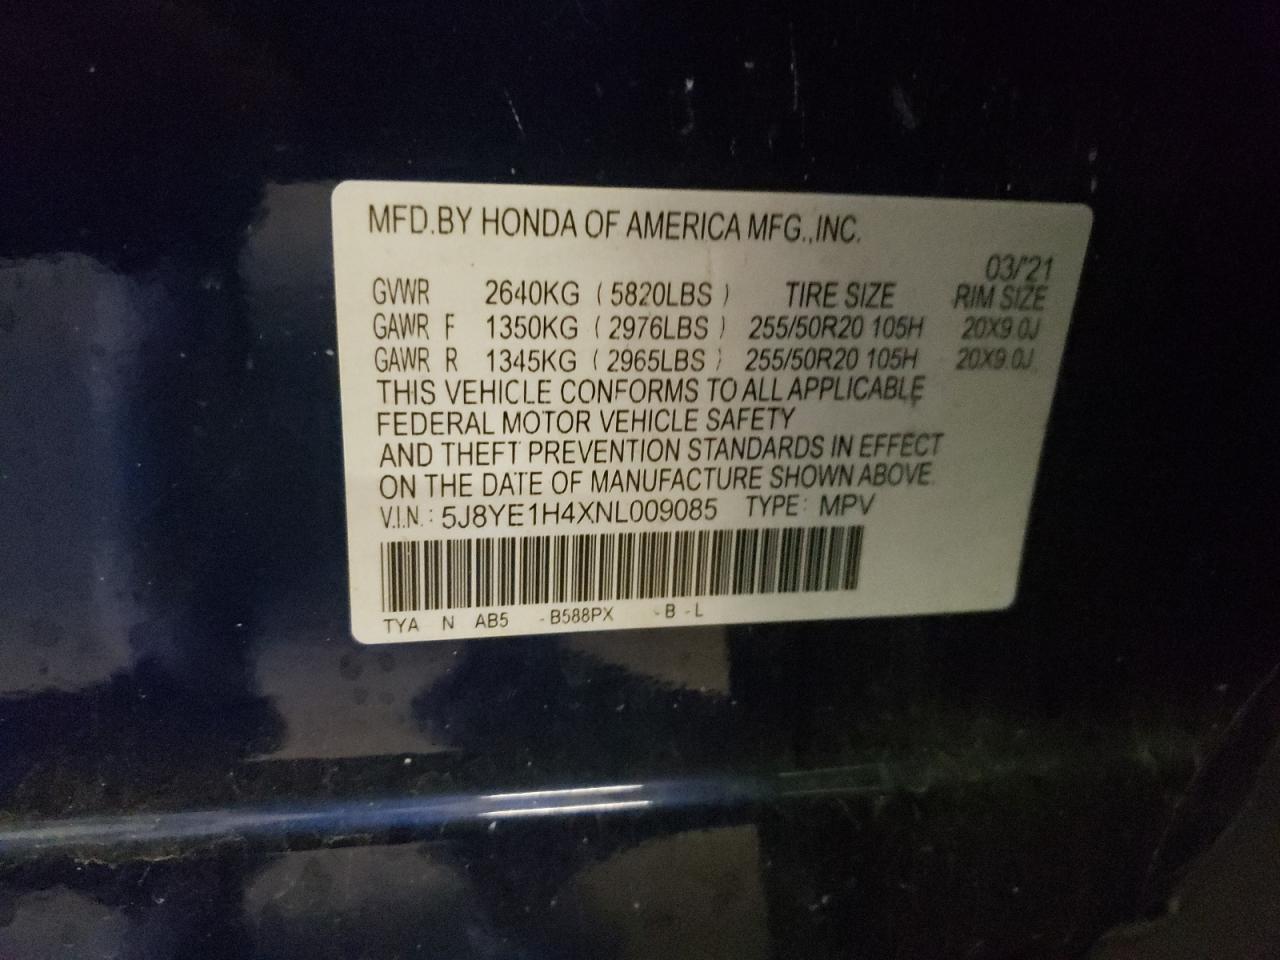 MFD.BY HONDA OF AMERICA MFG.,INC.
03/'21
GVWR 2640KG (5820LBS) TIRE SIZE RIM SIZE
GAWR F 1350KG (2976LBS) 255/50R20 105H 20X9.0J
GAWR R 1345KG (2965LBS) 255/50R20 105H 20X9.0J
THIS VEHICLE CONFORMS TO ALL APPLICABLE
FEDERAL MOTOR VEHICLE SAFETY
AND THEFT PREVENTION STANDARDS IN EFFECT
ON THE DATE OF MANUFACTURE SHOWN ABOVE.
V.I.N.: 5J8YE1H4XNL009085 TYPE: MPV
TYA N AB5 -B588PX -B -L